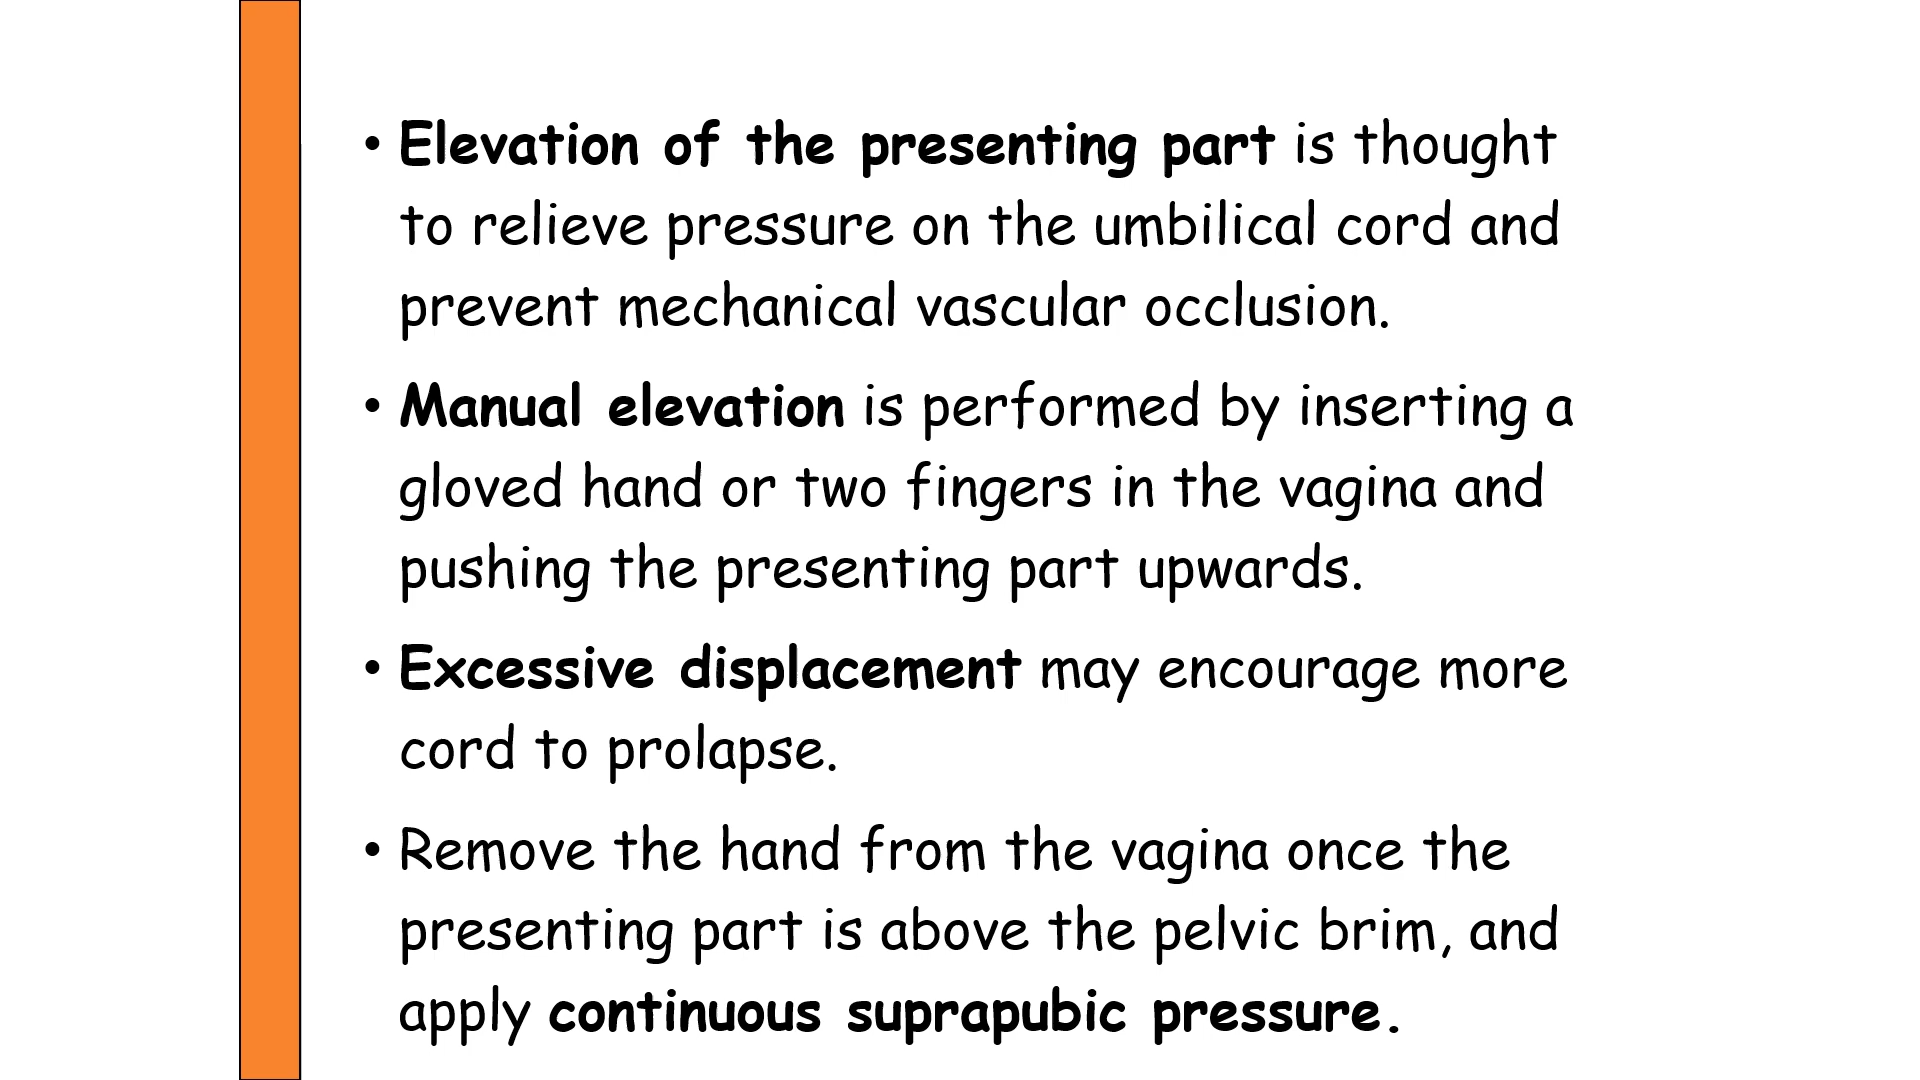 • Elevation of the presenting part is thought
to relieve pressure on the umbilical cord and
prevent mechanical vascular occlusion.
• Manual elevation is performed by inserting a
gloved hand or two fingers in the vagina and
pushing the presenting part upwards.
• Excessive displacement may encourage more
cord to prolapse.
• Remove the hand from the vagina once the
presenting part is above the pelvic brim, and
apply continuous suprapubic pressure.